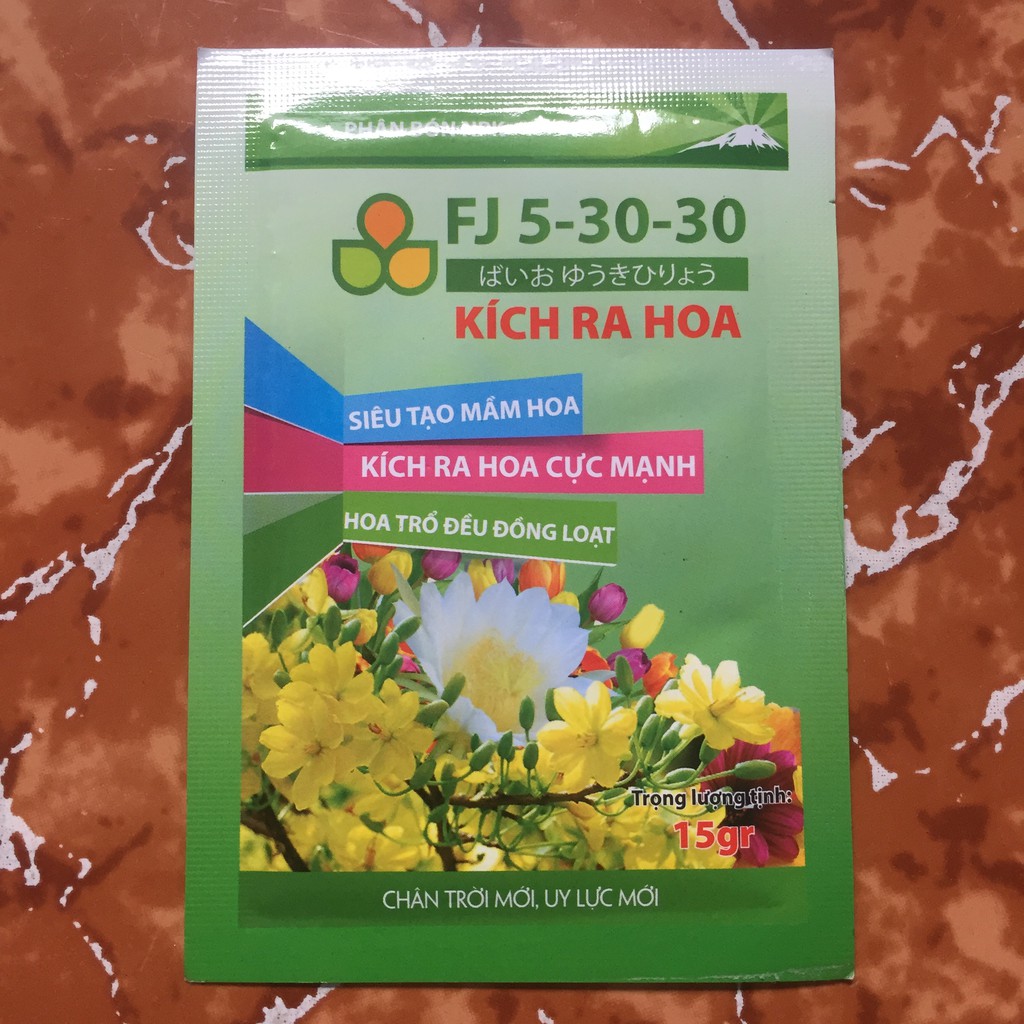 PHÂN BÓN NPK
FJ 5-30-30
ばいお ゆうきひりょう
KÍCH RA HOA
SIÊU TẠO MẦM HOA
KÍCH RA HOA CỰC MẠNH
HOA TRỔ ĐỀU ĐỒNG LOẠT
Trọng lượng tịnh:
15gr
CHÂN TRỜI MỚI, UY LỰC MỚI